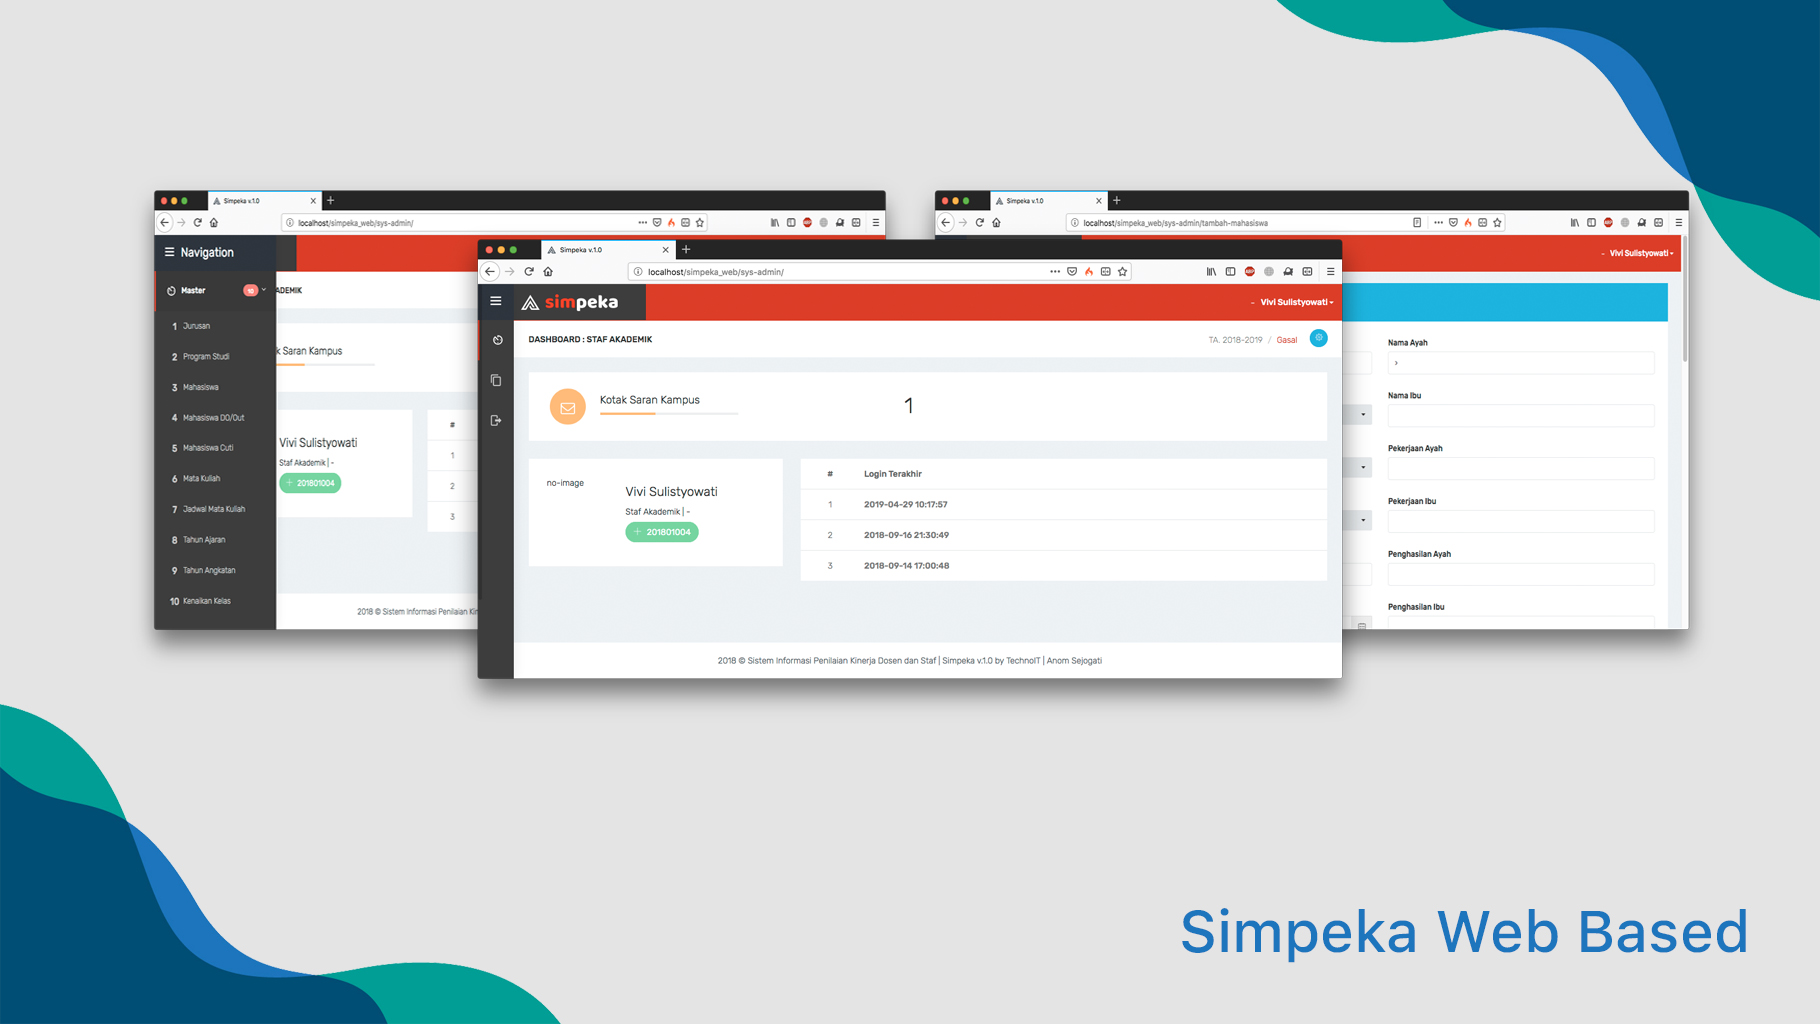 Simpeka v.1.0
localhost/simpeka_web/sys-admin/
Navigation
Master 10
1 Jurusan
2 Program Studi
3 Mahasiswa
4 Mahasiswa DO/Out
5 Mahasiswa Cuti
6 Mata Kuliah
7 Jadwal Mata Kuliah
8 Tahun Ajaran
9 Tahun Angkatan
10 Kenaikan Kelas
ADEMIK
k Saran Kampus
Vivi Sulistyowati
Staf Akademik | -
+ 201801004
#
1
2
3
2018 © Sistem Informasi Penilaian Kin
Simpeka v.1.0
localhost/simpeka_web/sys-admin/
simpeka
- Vivi Sulistyowati
DASHBOARD : STAF AKADEMIK
TA. 2018-2019 / Gasal
Kotak Saran Kampus
1
no-image
Vivi Sulistyowati
Staf Akademik | -
+ 201801004
# Login Terakhir
1 2019-04-29 10:17:57
2 2018-09-16 21:30:49
3 2018-09-14 17:00:48
2018 © Sistem Informasi Penilaian Kinerja Dosen dan Staf | Simpeka v.1.0 by TechnoIT | Anom Sejogati
Simpeka v.1.0
localhost/simpeka_web/sys-admin/tambah-mahasiswa
- Vivi Sulistyowati
Nama Ayah
Nama Ibu
Pekerjaan Ayah
Pekerjaan Ibu
Penghasilan Ayah
Penghasilan Ibu
Simpeka Web Based